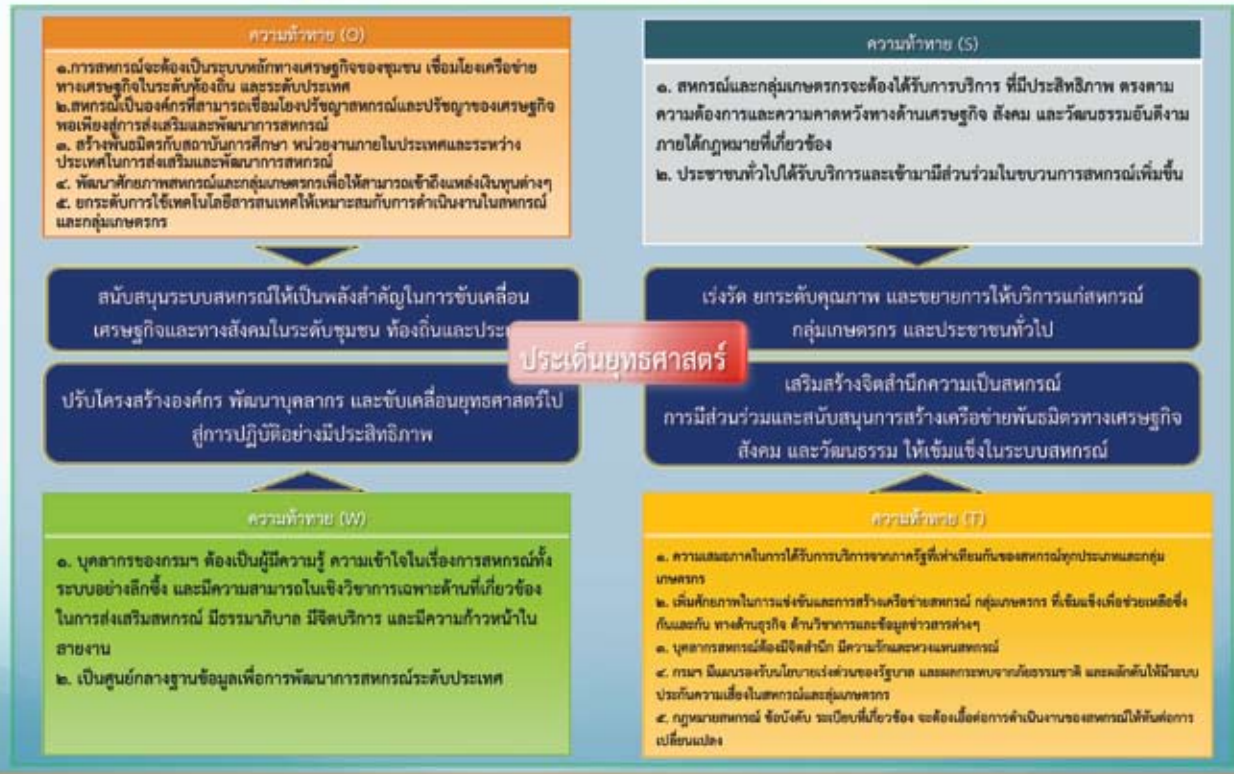 ความท้าทาย (O)
๑.การสหกรณ์จะต้องเป็นระบบหลักทางเศรษฐกิจของชุมชน เชื่อมโยงเครือข่าย
ทางเศรษฐกิจในระดับท้องถิ่น และระดับประเทศ
๒.สหกรณ์เป็นองค์กรที่สามารถเชื่อมโยงปรัชญาสหกรณ์และปรัชญาของเศรษฐกิจ
พอเพียงสู่การส่งเสริมและพัฒนาการสหกรณ์
๓. สร้างพันธมิตรกับสถาบันการศึกษา หน่วยงานภายในประเทศและระหว่าง
ประเทศในการส่งเสริมและพัฒนาการสหกรณ์
๔. พัฒนาศักยภาพสหกรณ์และกลุ่มเกษตรกรเพื่อให้สามารถเข้าถึงแหล่งเงินทุนต่างๆ
๕. ยกระดับการใช้เทคโนโลยีสารสนเทศให้เหมาะสมกับการดำเนินงานในสหกรณ์
และกลุ่มเกษตรกร
ความท้าทาย (S)
๑. สหกรณ์และกลุ่มเกษตรกรจะต้องได้รับการบริการ ที่มีประสิทธิภาพ ตรงตาม
ความต้องการและความคาดหวังทางด้านเศรษฐกิจ สังคม และวัฒนธรรมอันดีงาม
ภายใต้กฎหมายที่เกี่ยวข้อง
๒. ประชาชนทั่วไปได้รับบริการและเข้ามามีส่วนร่วมในขบวนการสหกรณ์เพิ่มขึ้น
สนับสนุนระบบสหกรณ์ให้เป็นพลังสำคัญในการขับเคลื่อน
เศรษฐกิจและทางสังคมในระดับชุมชน ท้องถิ่นและประเ
เร่งรัด ยกระดับคุณภาพ และขยายการให้บริการแก่สหกรณ์
กลุ่มเกษตรกร และประชาชนทั่วไป
ประเด็นยุทธศาสตร์
ปรับโครงสร้างองค์กร พัฒนาบุคลากร และขับเคลื่อนยุทธศาสตร์ไป
สู่การปฏิบัติอย่างมีประสิทธิภาพ
เสริมสร้างจิตสำนึกความเป็นสหกรณ์
การมีส่วนร่วมและสนับสนุนการสร้างเครือข่ายพันธมิตรทางเศรษฐกิจ
สังคม และวัฒนธรรม ให้เข้มแข็งในระบบสหกรณ์
ความท้าทาย (W)
๑. บุคลากรของกรมฯ ต้องเป็นผู้มีความรู้ ความเข้าใจในเรื่องการสหกรณ์ทั้ง
ระบบอย่างลึกซึ้ง และมีความสามารถในเชิงวิชาการเฉพาะด้านที่เกี่ยวข้อง
ในการส่งเสริมสหกรณ์ มีธรรมาภิบาล มีจิตบริการ และมีความก้าวหน้าใน
สายงาน
๒. เป็นศูนย์กลางฐานข้อมูลเพื่อการพัฒนาการสหกรณ์ระดับประเทศ
ความท้าทาย (T)
๑. ความเสมอภาคในการได้รับการบริการจากภาครัฐที่เท่าเทียมกันของสหกรณ์ทุกประเภทและกลุ่ม
เกษตรกร
๒. เพิ่มศักยภาพในการแข่งขันและการสร้างเครือข่ายสหกรณ์ กลุ่มเกษตรกร ที่เข้มแข็งเพื่อช่วยเหลือซึ่ง
กันและกัน ทางด้านธุรกิจ ด้านวิชาการและข้อมูลข่าวสารต่างๆ
๓. บุคลากรสหกรณ์ต้องมีจิตสำนึก มีความรักและหวงแหนสหกรณ์
๔. กรมฯ มีแผนรองรับนโยบายเร่งด่วนของรัฐบาล และผลกระทบจากภัยธรรมชาติ และผลักดันให้มีระบบ
ประกันความเสี่ยงในสหกรณ์และลุ่มเกษตรกร
๕. กฎหมายสหกรณ์ ข้อบังคับ ระเบียบที่เกี่ยวข้อง จะต้องเอื้อต่อการดำเนินงานของสหกรณ์ให้ทันต่อการ
เปลี่ยนแปลง